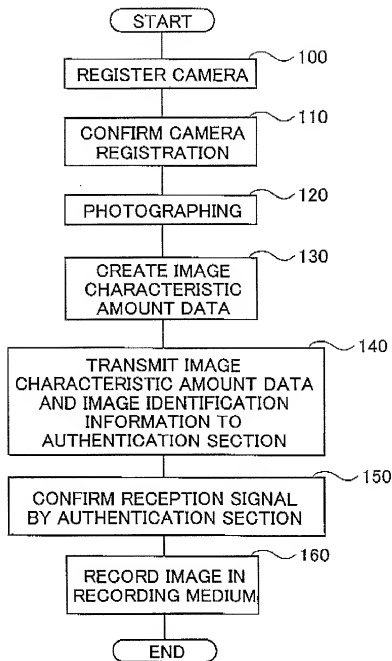 START
100
REGISTER CAMERA
110
CONFIRM CAMERA
REGISTRATION
120
PHOTOGRAPHING
130
CREATE IMAGE
CHARACTERISTIC
AMOUNT DATA
140
TRANSMIT IMAGE
CHARACTERISTIC AMOUNT DATA
AND IMAGE IDENTIFICATION
INFORMATION TO
AUTHENTICATION SECTION
150
CONFIRM RECEPTION SIGNAL
BY AUTHENTICATION SECTION
160
RECORD IMAGE IN
RECORDING MEDIUM
END